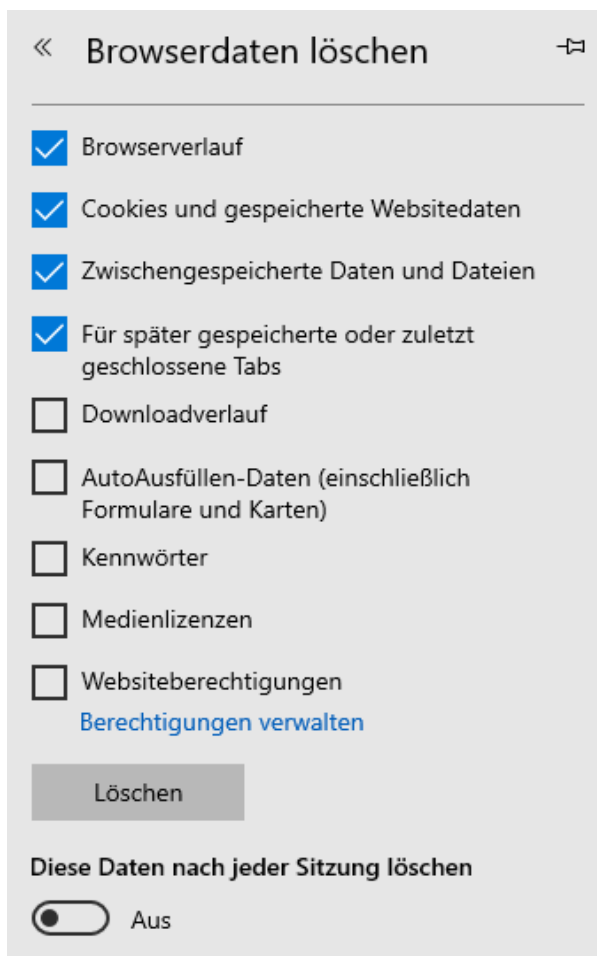 Browserdaten löschen
Browserverlauf
Cookies und gespeicherte Websitedaten
Zwischengespeicherte Daten und Dateien
Für später gespeicherte oder zuletzt
geschlossene Tabs
Downloadverlauf
AutoAusfüllen-Daten (einschließlich
Formulare und Karten)
Kennwörter
Medienlizenzen
Websiteberechtigungen
Berechtigungen verwalten
Löschen
Diese Daten nach jeder Sitzung löschen
Aus